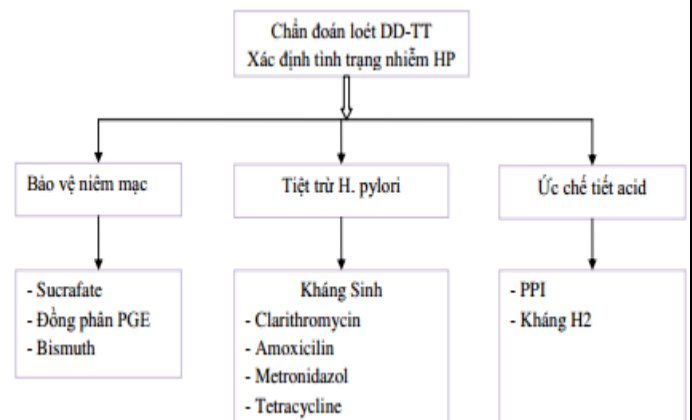 Chẩn đoán loét DD-TT
Xác định tình trạng nhiễm HP
Bảo vệ niêm mạc
Tiệt trừ H. pylori
Ức chế tiết acid
- Sucrafate
- Đồng phân PGE
- Bismuth
Kháng Sinh
- Clarithromycin
- Amoxicilin
- Metronidazol
- Tetracycline
- PPI
- Kháng H2